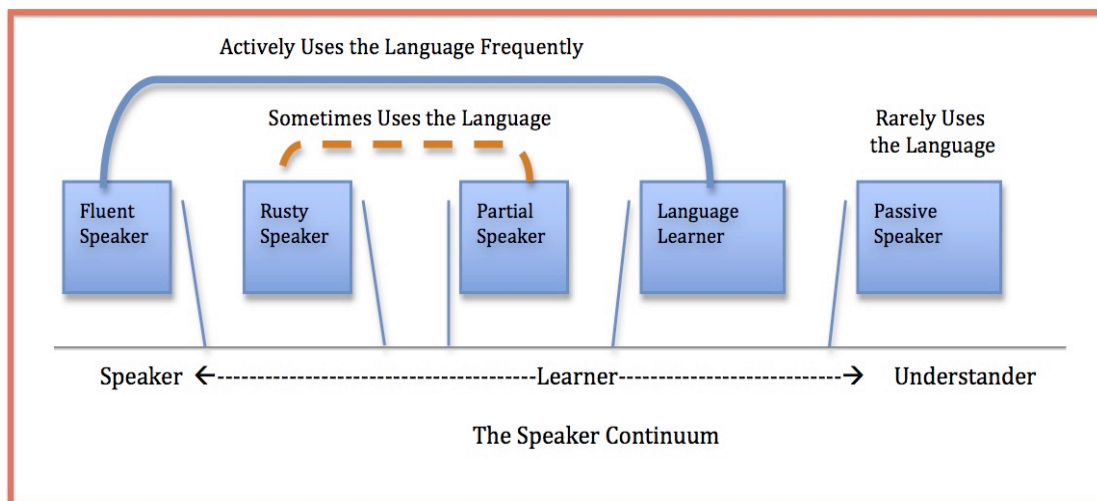 Actively Uses the Language Frequently
Sometimes Uses the Language
Rarely Uses
the Language
Fluent
Speaker
Rusty
Speaker
Partial
Speaker
Language
Learner
Passive
Speaker
Speaker ←-----------------------------------Learner-------------------------→ Understander
The Speaker Continuum